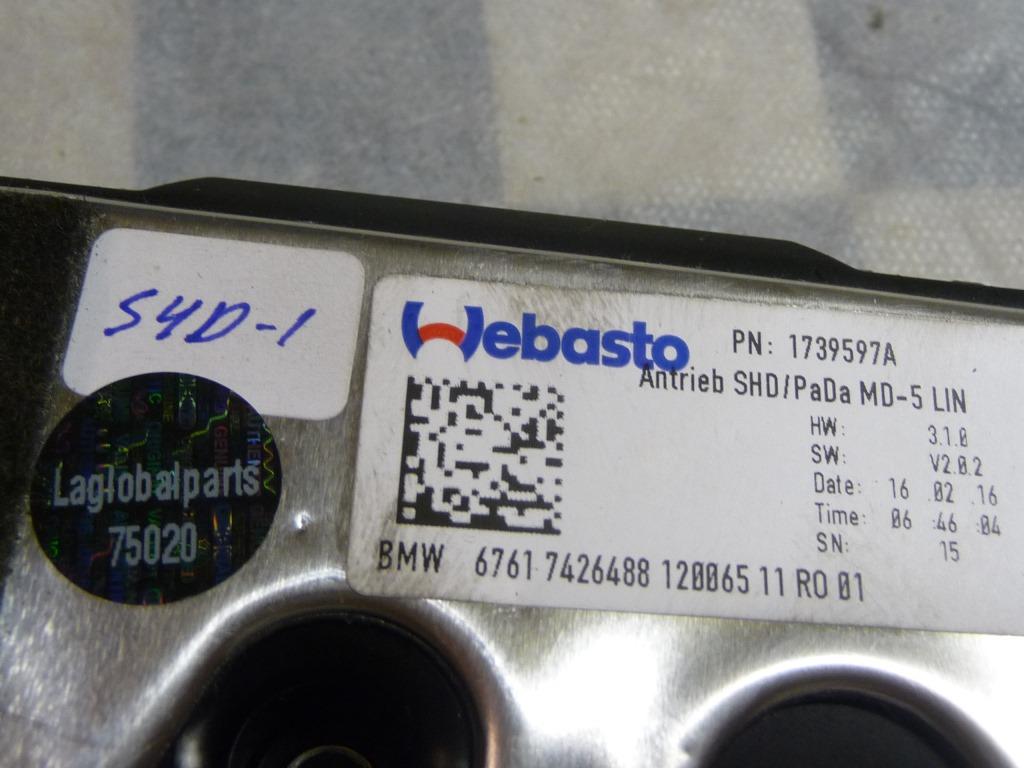 S4D-1
Laglobalparts
75020
Webasto
PN: 1739597A
Antrieb SHD/PaDa MD-5 LIN
HW: 3.1.0
SW: V2.0.2
Date: 16 .02 .16
Time: 06 :46 :04
SN: 15
BMW 6761 7426488 120065 11 RO 01